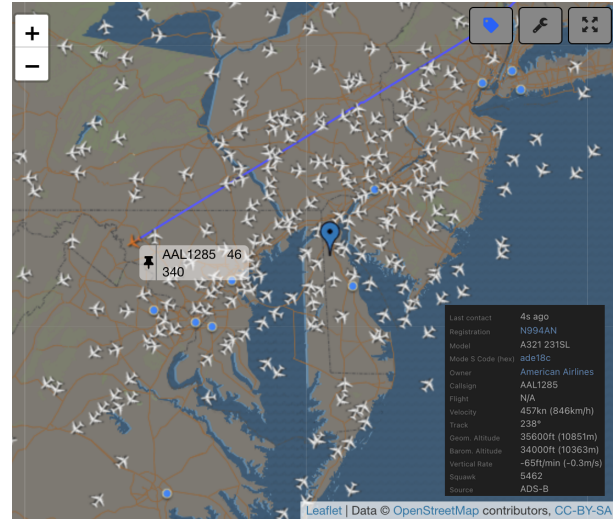 +
−
AAL1285 46
340
Last contact 4s ago
Registration N994AN
Model A321 231SL
Mode S Code (hex) ade18c
Owner American Airlines
Callsign AAL1285
Flight N/A
Velocity 457kn (846km/h)
Track 238°
Geom. Altitude 35600ft (10851m)
Barom. Altitude 34000ft (10363m)
Vertical Rate -65ft/min (-0.3m/s)
Squawk 5462
Source ADS-B
Leaflet | Data © OpenStreetMap contributors, CC-BY-SA